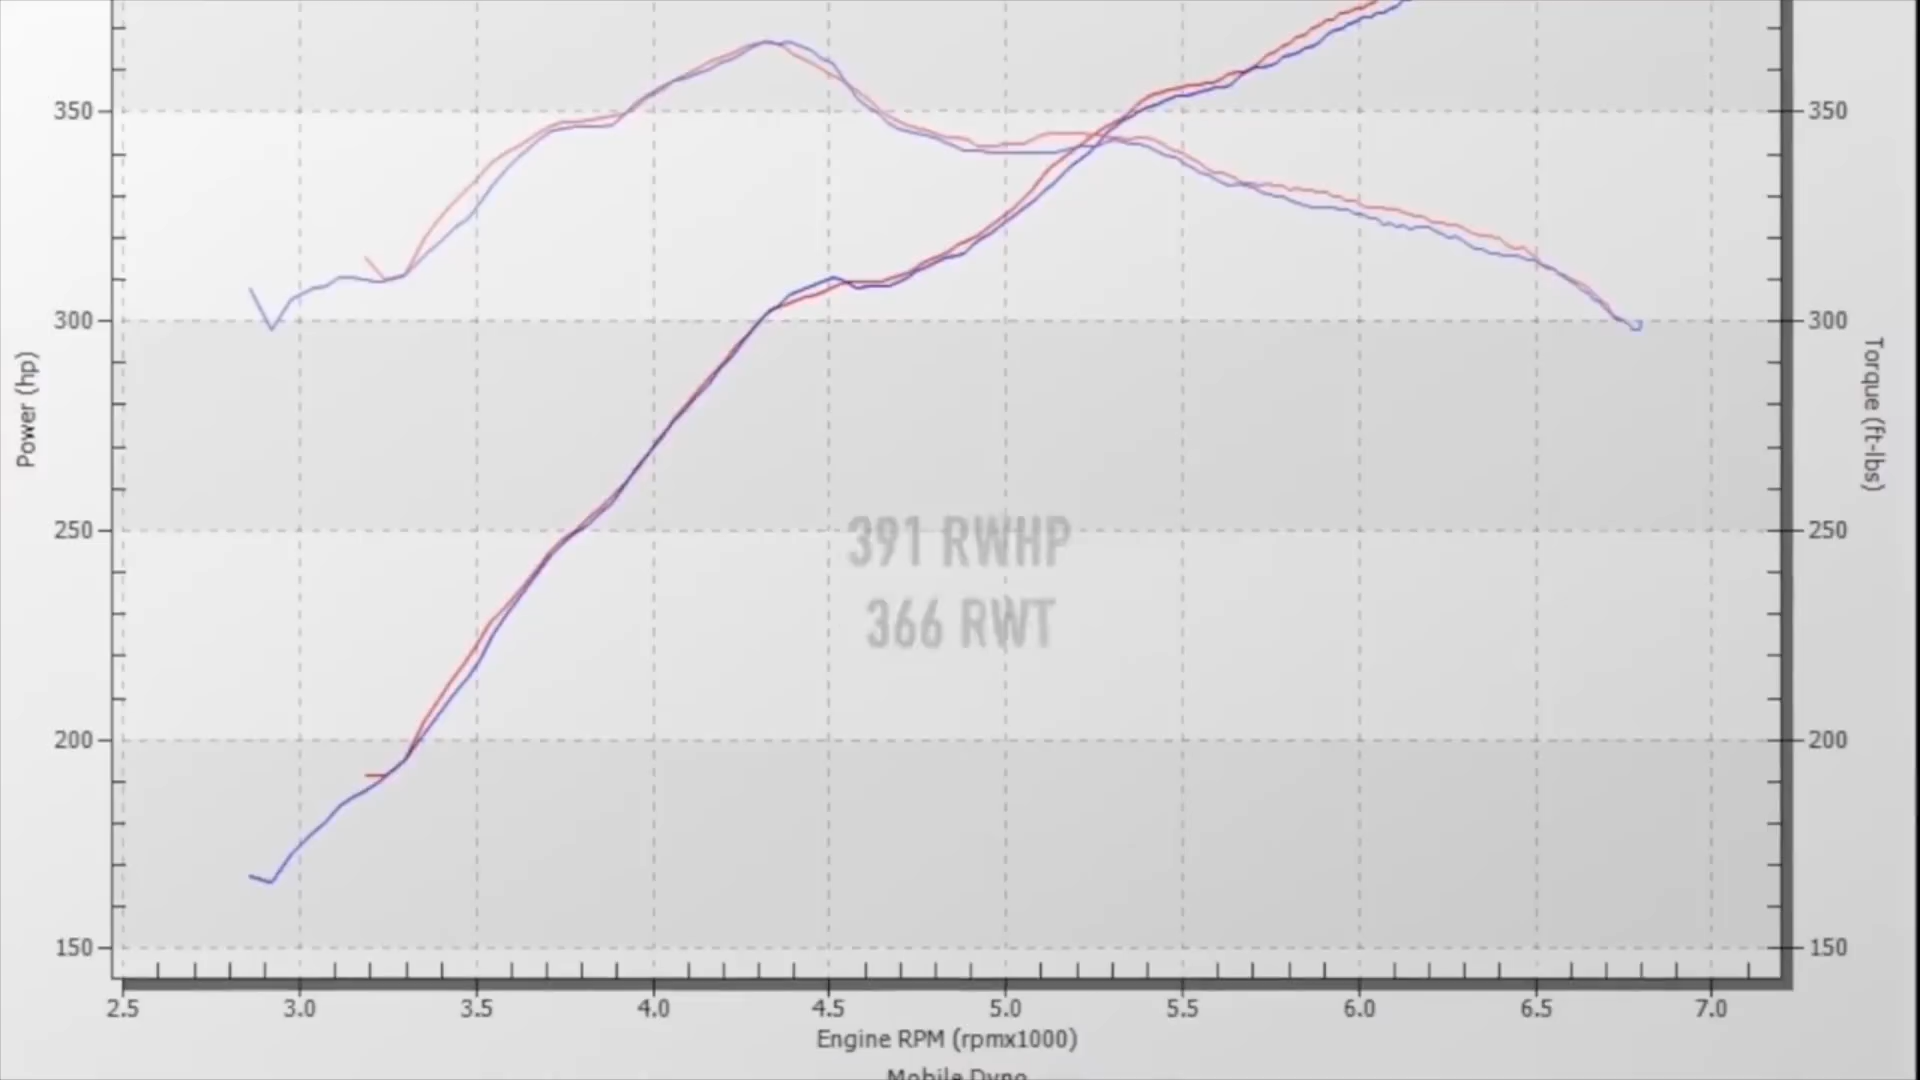 350
350
300
300
Power (hp)
Torque (ft-lbs)
250
250
391 RWHP
366 RWT
200
200
150
150
2.5 3.0 3.5 4.0 4.5 5.0 5.5 6.0 6.5 7.0
Engine RPM (rpmx1000)
Mobile Dyno